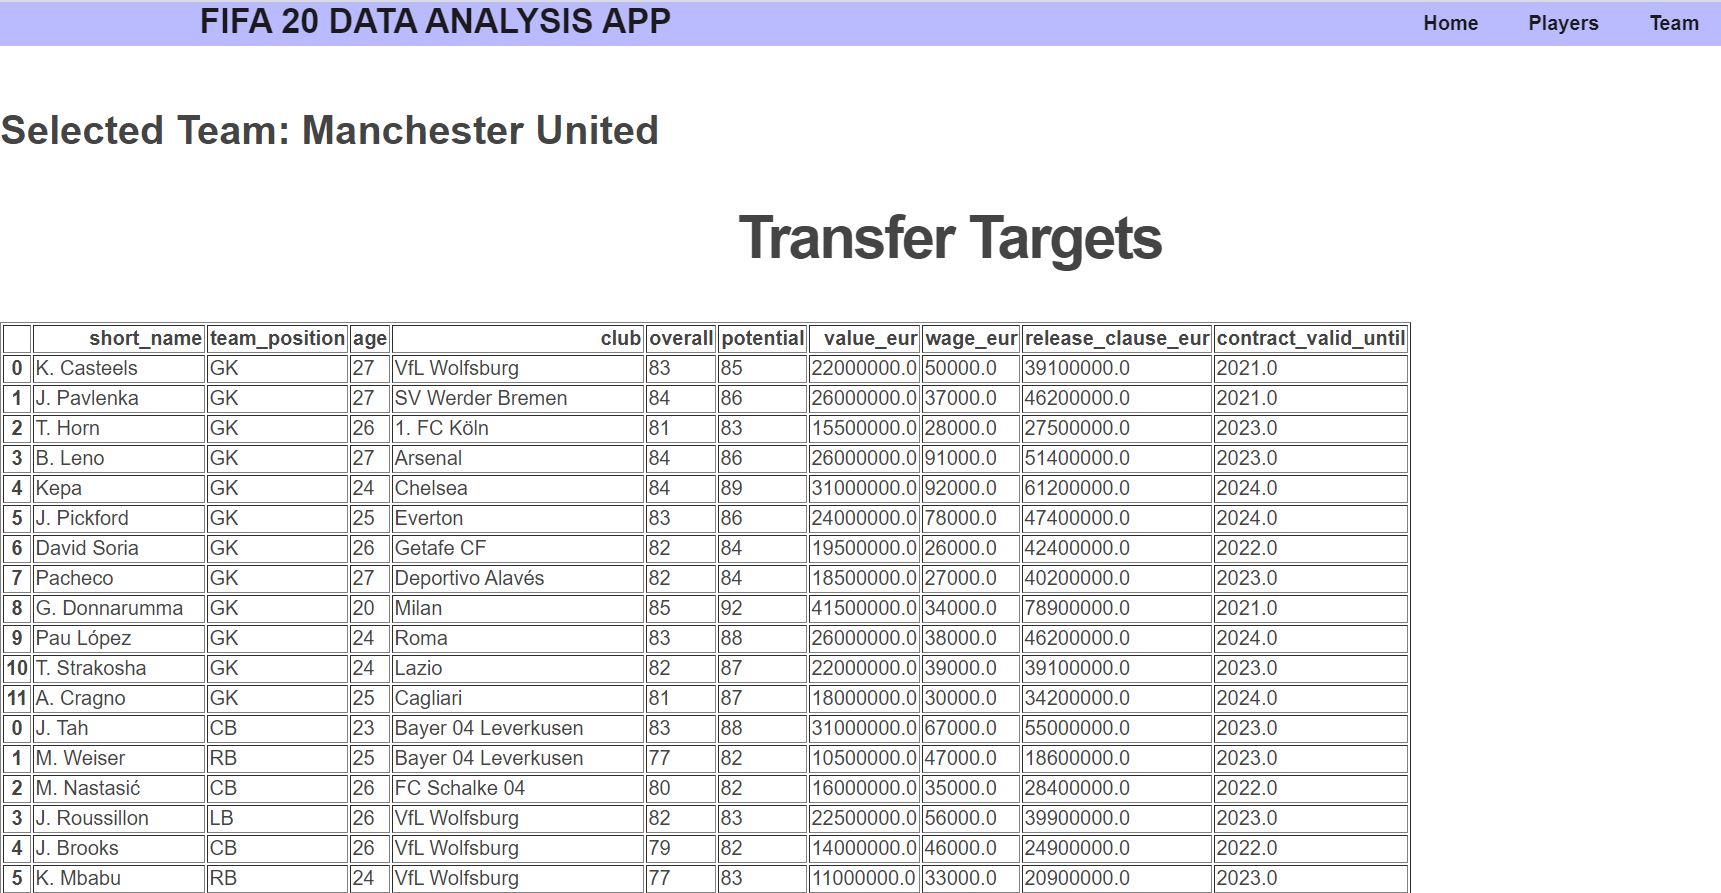 FIFA 20 DATA ANALYSIS APP Home Players Team
Selected Team: Manchester United
Transfer Targets
short_name team_position age club overall potential value_eur wage_eur release_clause_eur contract_valid_until
0 K. Casteels GK 27 VfL Wolfsburg 83 85 22000000.0 50000.0 39100000.0 2021.0
1 J. Pavlenka GK 27 SV Werder Bremen 84 86 26000000.0 37000.0 46200000.0 2021.0
2 T. Horn GK 26 1. FC Köln 81 83 15500000.0 28000.0 27500000.0 2023.0
3 B. Leno GK 27 Arsenal 84 86 26000000.0 91000.0 51400000.0 2023.0
4 Kepa GK 24 Chelsea 84 89 31000000.0 92000.0 61200000.0 2024.0
5 J. Pickford GK 25 Everton 83 86 24000000.0 78000.0 47400000.0 2024.0
6 David Soria GK 26 Getafe CF 82 84 19500000.0 26000.0 42400000.0 2022.0
7 Pacheco GK 27 Deportivo Alavés 82 84 18500000.0 27000.0 40200000.0 2023.0
8 G. Donnarumma GK 20 Milan 85 92 41500000.0 34000.0 78900000.0 2021.0
9 Pau López GK 24 Roma 83 88 26000000.0 38000.0 46200000.0 2024.0
10 T. Strakosha GK 24 Lazio 82 87 22000000.0 39000.0 39100000.0 2023.0
11 A. Cragno GK 25 Cagliari 81 87 18000000.0 30000.0 34200000.0 2024.0
0 J. Tah CB 23 Bayer 04 Leverkusen 83 88 31000000.0 67000.0 55000000.0 2023.0
1 M. Weiser RB 25 Bayer 04 Leverkusen 77 82 10500000.0 47000.0 18600000.0 2023.0
2 M. Nastasić CB 26 FC Schalke 04 80 82 16000000.0 35000.0 28400000.0 2022.0
3 J. Roussillon LB 26 VfL Wolfsburg 82 83 22500000.0 56000.0 39900000.0 2023.0
4 J. Brooks CB 26 VfL Wolfsburg 79 82 14000000.0 46000.0 24900000.0 2022.0
5 K. Mbabu RB 24 VfL Wolfsburg 77 83 11000000.0 33000.0 20900000.0 2023.0